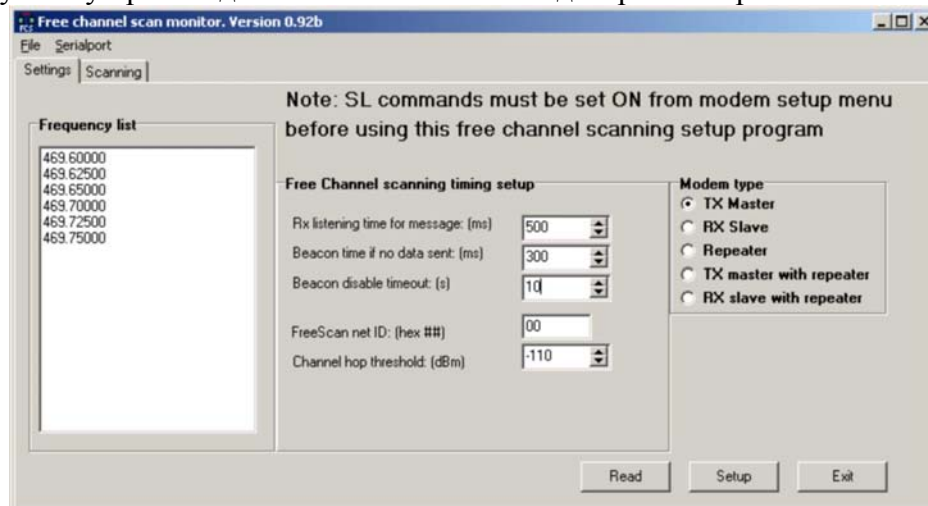 Free channel scan monitor. Version 0.92b
File Serialport
Settings Scanning
Note: SL commands must be set ON from modem setup menu
before using this free channel scanning setup program
Frequency list
469.60000
469.62500
469.65000
469.70000
469.72500
469.75000
Free Channel scanning timing setup
Rx listening time for message: (ms) 500
Beacon time if no data sent: (ms) 300
Beacon disable timeout: (s) 10
FreeScan net ID: (hex ##) 00
Channel hop threshold: (dBm) -110
Modem type
TX Master
RX Slave
Repeater
TX master with repeater
RX slave with repeater
Read Setup Exit